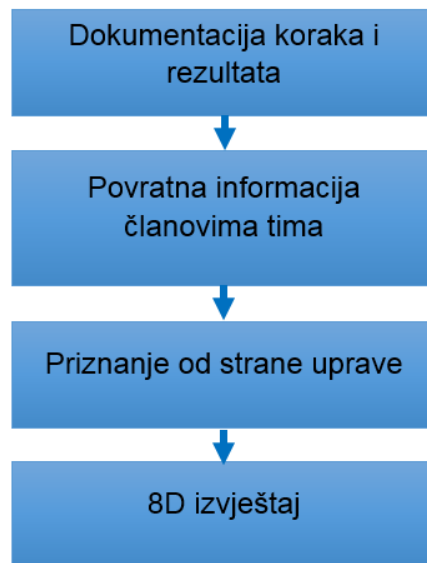 Dokumentacija koraka i
rezultata
Povratna informacija
članovima tima
Priznanje od strane uprave
8D izvještaj